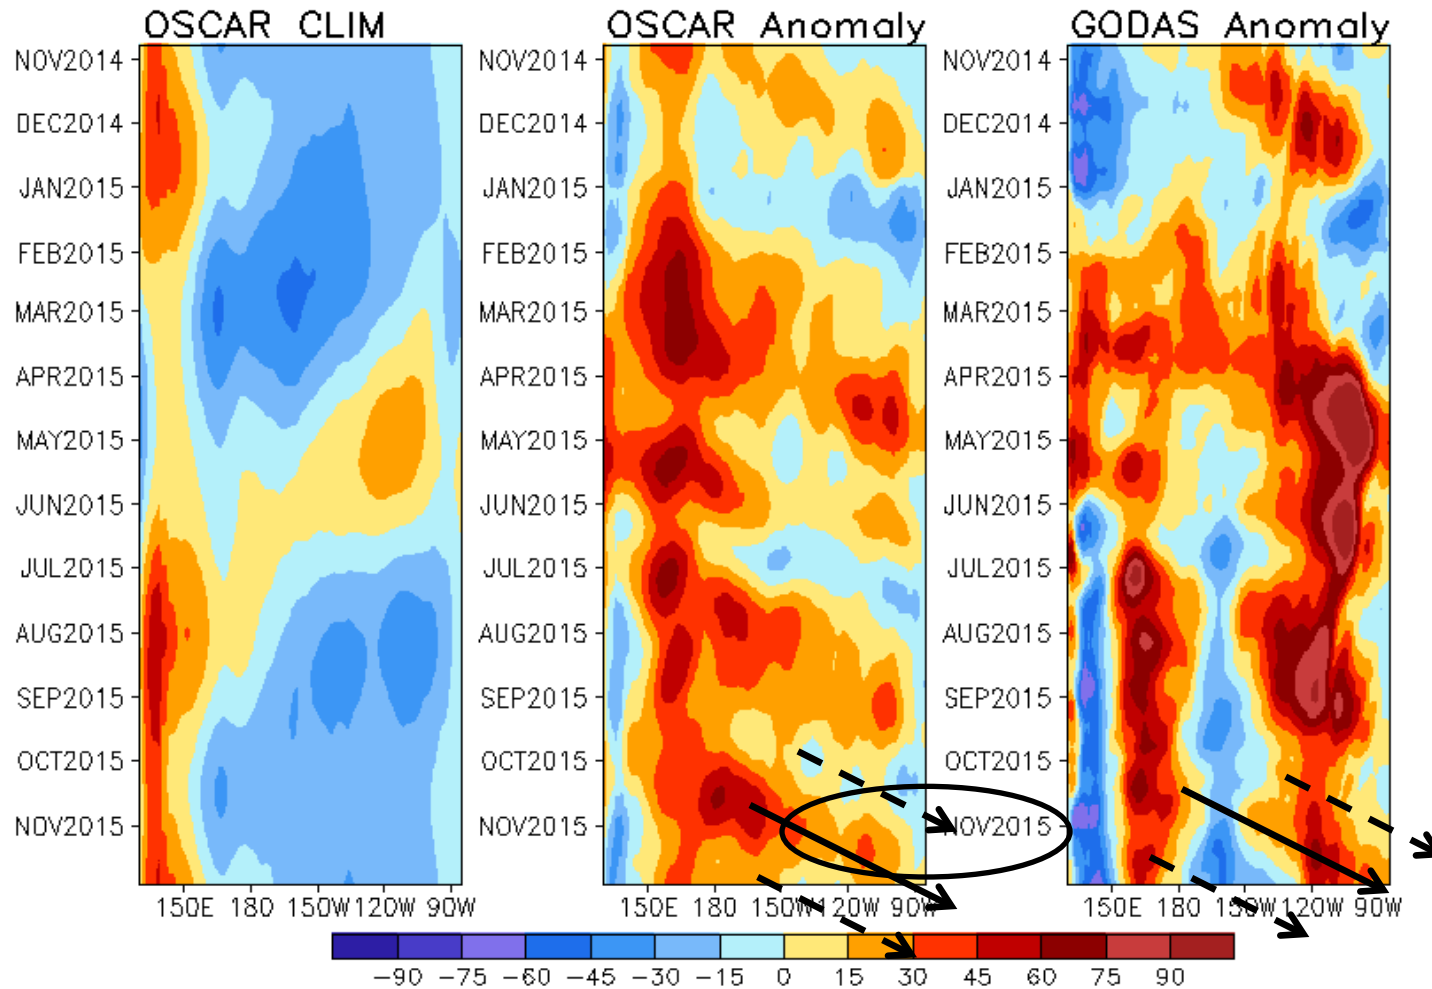 OSCAR CLIM
NOV2014
DEC2014
JAN2015
FEB2015
MAR2015
APR2015
MAY2015
JUN2015
JUL2015
AUG2015
SEP2015
OCT2015
NOV2015
150E 180 150W 120W 90W
OSCAR Anomaly
NOV2014
DEC2014
JAN2015
FEB2015
MAR2015
APR2015
MAY2015
JUN2015
JUL2015
AUG2015
SEP2015
OCT2015
NOV2015
150E 180 150W 120W 90W
GODAS Anomaly
NOV2014
DEC2014
JAN2015
FEB2015
MAR2015
APR2015
MAY2015
JUN2015
JUL2015
AUG2015
SEP2015
OCT2015
NOV2015
150E 180 150W 120W 90W
-90 -75 -60 -45 -30 -15 0 15 30 45 60 75 90